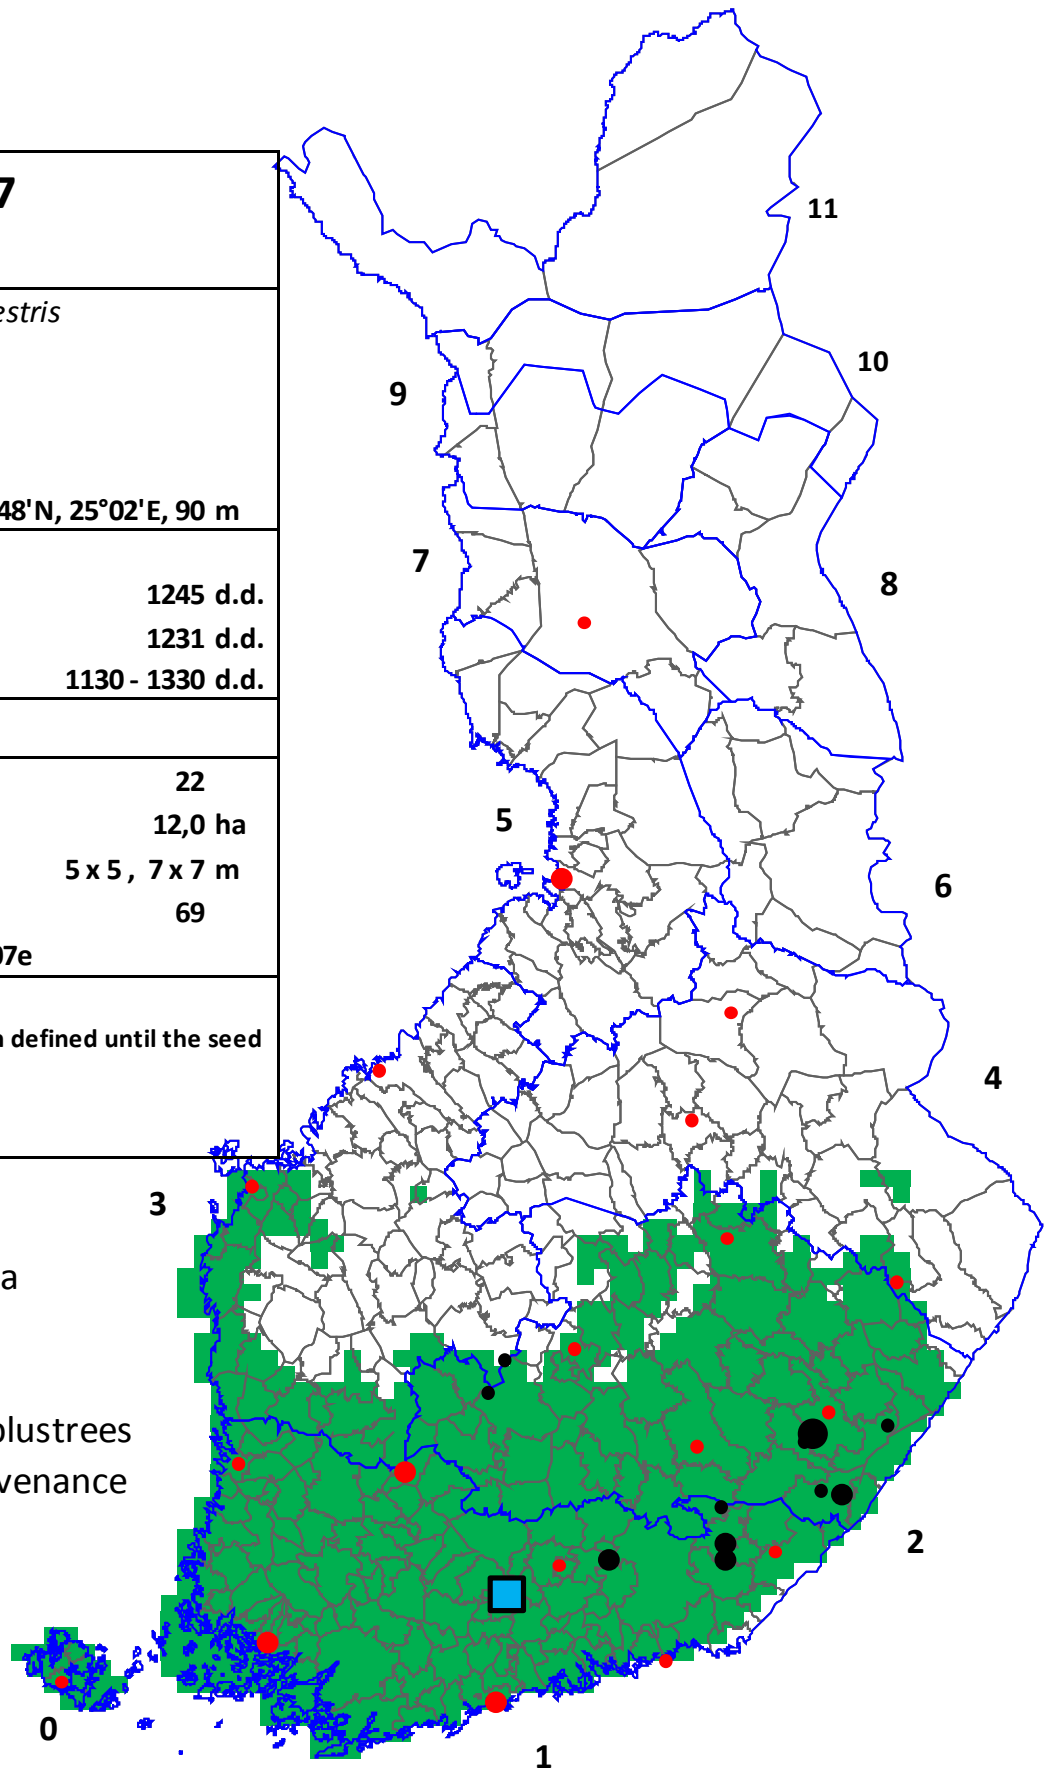 7
estris
48'N, 25°02'E, 90 m
1245 d.d.
1231 d.d.
1130 - 1330 d.d.
22
12,0 ha
5 x 5 , 7 x 7 m
69
07e
n defined until the seed
a
plustrees
venance
11
10
9
8
7
6
5
4
3
2
1
0